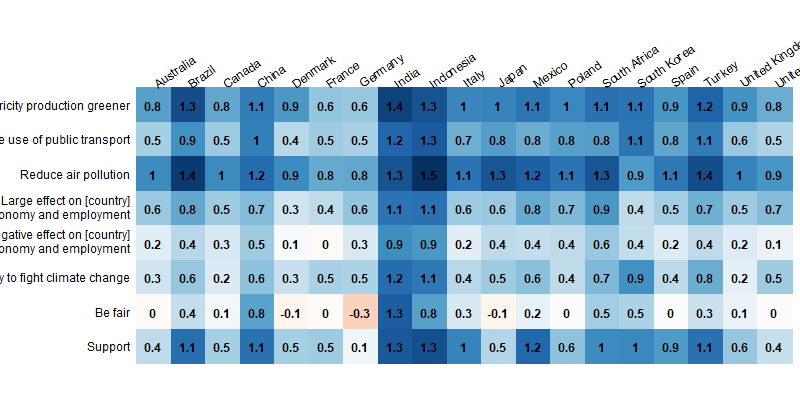 Australia Brazil Canada China Denmark France Germany India Indonesia Italy Japan Mexico Poland South Africa South Korea Spain Turkey United
production greener 0.8 1.3 0.8 1.1 0.9 0.6 0.6 1.4 1.3 1 1 1.1 1 1.1 1.1 0.9 1.2 0.9 0.8
use of public transport 0.5 0.9 0.5 1 0.4 0.5 0.5 1.2 1.3 0.7 0.8 0.8 0.8 0.8 1.1 0.8 1.1 0.6 0.5
Reduce air pollution 1 1.4 1 1.2 0.9 0.8 0.8 1.3 1.5 1.1 1.3 1.2 1.1 1.3 0.9 1.1 1.4 1 0.9
Large effect on [country]
and employment 0.6 0.8 0.5 0.7 0.3 0.4 0.6 1.1 1.1 0.6 0.6 0.8 0.7 0.9 0.4 0.5 0.7 0.5 0.7
effect on [country]
and employment 0.2 0.4 0.3 0.5 0.1 0 0.3 0.9 0.9 0.2 0.4 0.4 0.4 0.6 0.4 0.2 0.4 0.2 0.1
to fight climate change 0.3 0.6 0.2 0.6 0.3 0.5 0.5 1.2 1.1 0.4 0.5 0.6 0.4 0.7 0.9 0.4 0.8 0.2 0.5
Be fair 0 0.4 0.1 0.8 -0.1 0 -0.3 1.3 0.8 0.3 -0.1 0.2 0 0.5 0.5 0 0.3 0.1 0
Support 0.4 1.1 0.5 1.1 0.5 0.5 0.1 1.3 1.3 1 0.5 1.2 0.6 1 1 0.9 1.1 0.6 0.4